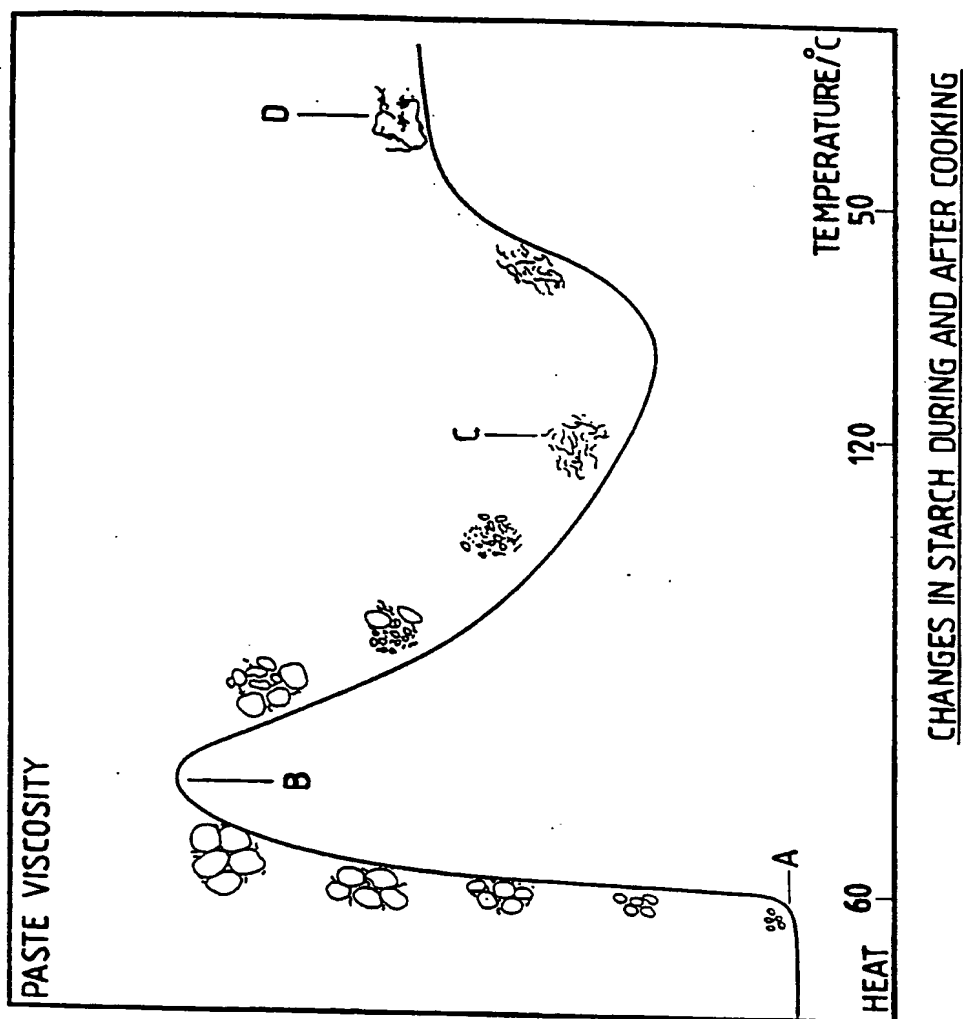 PASTE VISCOSITY
B
D
C
A
HEAT
60
120
50
TEMPERATURE/°C
CHANGES IN STARCH DURING AND AFTER COOKING